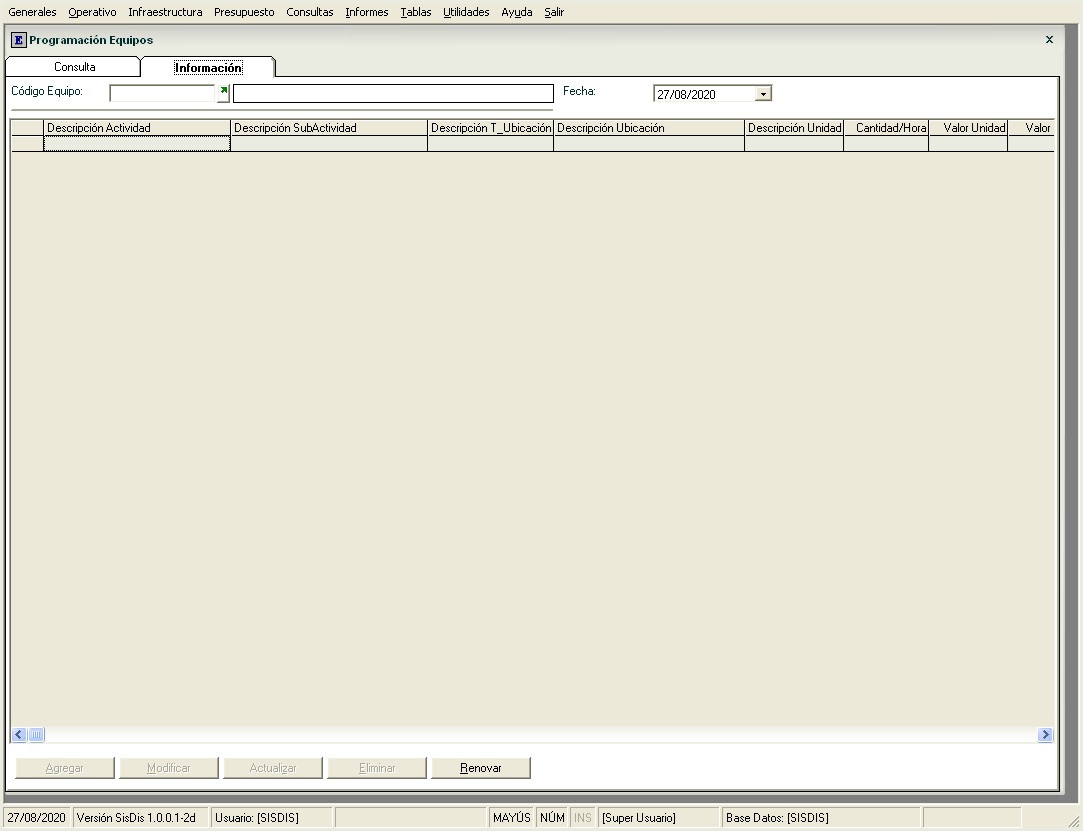 Generales Operativo Infraestructura Presupuesto Consultas Informes Tablas Utilidades Ayuda Salir
E Programación Equipos x
Consulta Información
Código Equipo: Fecha: 27/08/2020
Descripción Actividad Descripción SubActividad Descripción T_Ubicación Descripción Ubicación Descripción Unidad Cantidad/Hora Valor Unidad Valor
Agregar Modificar Actualizar Eliminar Renovar
27/08/2020 Versión SisDis 1.0.0.1-2d Usuario: [SISDIS] MAYÚS NÚM INS [Super Usuario] Base Datos: [SISDIS]